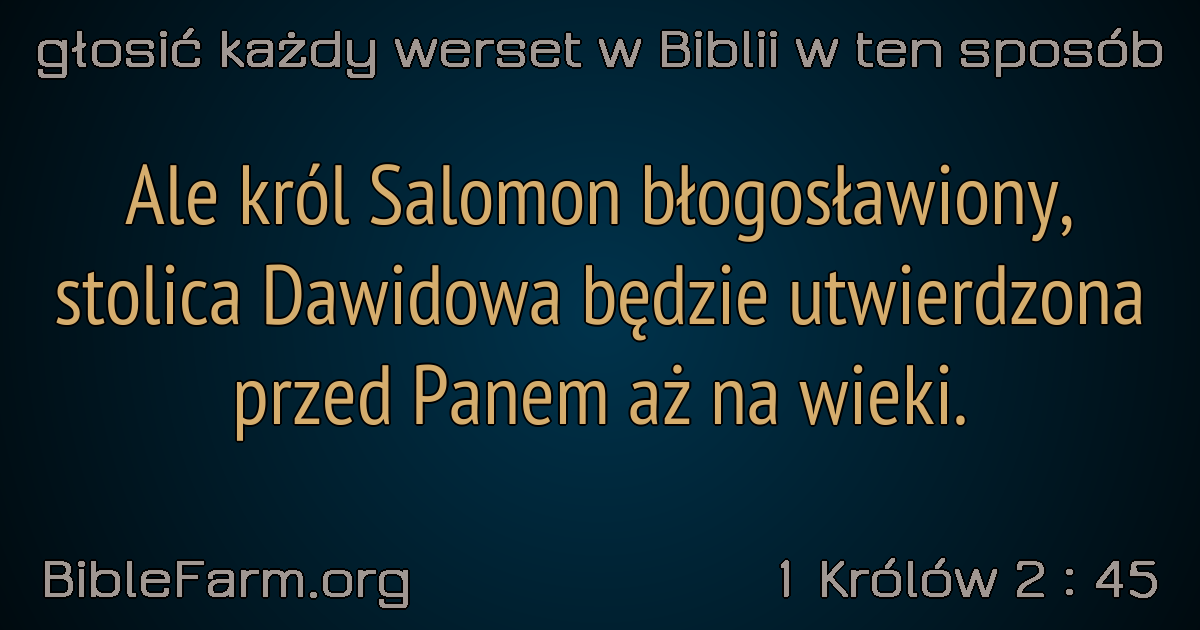 głosić każdy werset w Biblii w ten sposób
Ale król Salomon błogosławiony,
stolica Dawidowa będzie utwierdzona
przed Panem aż na wieki.
BibleFarm.org
1 Królów 2 : 45